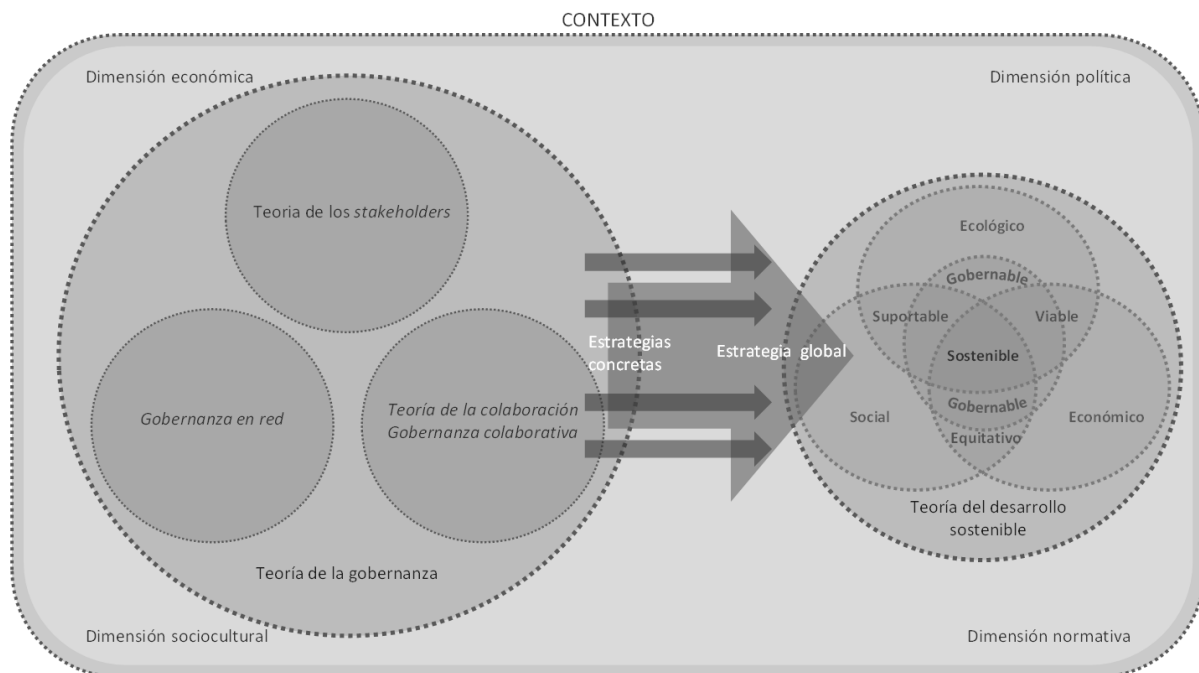 CONTEXTO
Dimensión económica
Dimensión política
Teoria de los stakeholders
Gobernanza en red
Teoría de la colaboración
Gobernanza colaborativa
Teoría de la gobernanza
Estrategias
concretas
Estrategia global
Ecológico
Gobernable
Suportable
Viable
Sostenible
Gobernable
Social
Económico
Equitativo
Teoría del desarrollo
sostenible
Dimensión sociocultural
Dimensión normativa